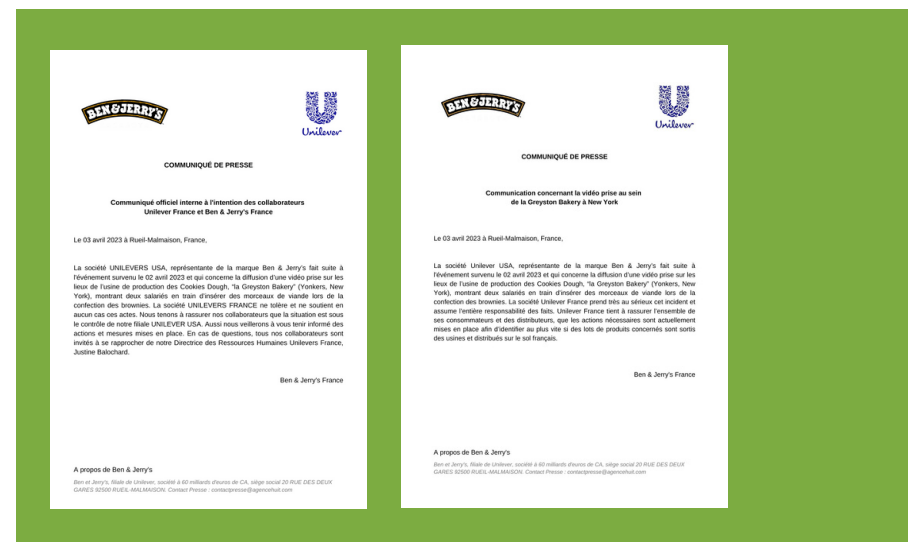 BEN & JERRY'S
Unilever
COMMUNIQUÉ DE PRESSE
Communiqué officiel interne à l'intention des collaborateurs
Unilever France et Ben & Jerry's France
Le 03 avril 2023 à Rueil-Malmaison, France,
La société UNILEVERS USA, représentante de la marque Ben & Jerry's fait suite à
l'événement survenu le 02 avril 2023 et qui concerne la diffusion d'une vidéo prise sur les
lieux de l'usine de production des Cookies Dough, "la Greyston Bakery" (Yonkers, New
York), montrant deux salariés en train d'insérer des morceaux de viande lors de la
confection des brownies. La société UNILEVERS FRANCE ne tolère et ne soutient en
aucun cas ces actes. Nous tenons à rassurer nos collaborateurs que la situation est sous
le contrôle de notre filiale UNILEVER USA. Aussi nous veillerons à vous tenir informé des
actions et mesures mises en place. En cas de questions, tous nos collaborateurs sont
invités à se rapprocher de notre Directrice des Ressources Humaines Unilevers France,
Justine Balochard.
Ben & Jerry's France
A propos de Ben & Jerry's
Ben et Jerry's, filiale de Unilever, société à 60 milliards d'euros de CA, siège social 20 RUE DES DEUX
GARES 92500 RUEIL-MALMAISON. Contact Presse : contactpresse@agencehuit.com
BEN & JERRY'S
Unilever
COMMUNIQUÉ DE PRESSE
Communication concernant la vidéo prise au sein
de la Greyston Bakery à New York
Le 03 avril 2023 à Rueil-Malmaison, France,
La société Unilever USA, représentante de la marque Ben & Jerry's fait suite à
l'événement survenu le 02 avril 2023 et qui concerne la diffusion d'une vidéo prise sur les
lieux de l'usine de production des Cookies Dough, "la Greyston Bakery" (Yonkers, New
York), montrant deux salariés en train d'insérer des morceaux de viande lors de la
confection des brownies. La société Unilever France prend très au sérieux cet incident et
assume l'entière responsabilité des faits. Unilever France tient à rassurer l'ensemble de
ses consommateurs et des distributeurs, que les actions nécessaires sont actuellement
mises en place afin d'identifier au plus vite si des lots de produits concernés sont sortis
des usines et distribués sur le sol français.
Ben & Jerry's France
A propos de Ben & Jerry's
Ben et Jerry's, filiale de Unilever, société à 60 milliards d'euros de CA, siège social 20 RUE DES DEUX
GARES 92500 RUEIL-MALMAISON. Contact Presse : contactpresse@agencehuit.com